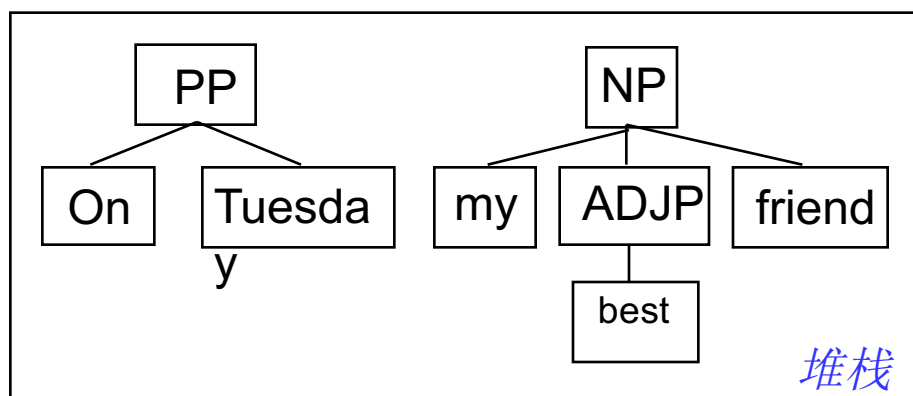 PP
NP
On
Tuesda
y
my
ADJP
friend
best
堆栈